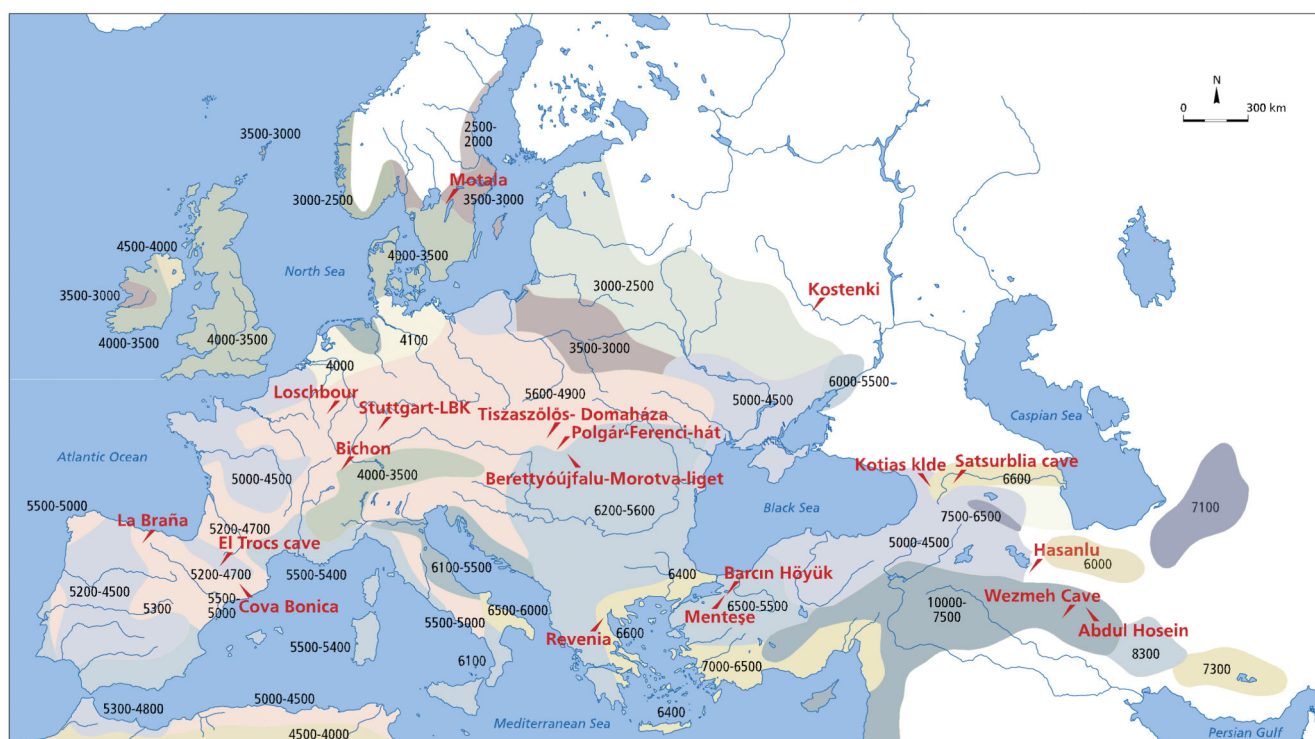 N
0 300 km
3500-3000
2500-
2000
Motala
3500-3000
3000-2500
4500-4000
North Sea
4000-3500
3500-3000
3000-2500
Kostenki
4000-3500
4000-3500
4100
3500-3000
4000
6000-5500
Loschbour
5600-4900
5000-4500
Stuttgart-LBK
Tiszaszőlős- Domaháza
Caspian Sea
Polgár-Ferenci-hát
Bichon
Atlantic Ocean
4000-3500
Berettyóújfalu-Morotva-liget
Kotias klde
Satsurblia cave
5000-4500
6600
5500-5000
6200-5600
Black Sea
7500-6500
7100
La Braña
5200-4700
El Trocs cave
5000-4500
Hasanlu
5200-4700
5500-5400
6100-5500
6400
Barcın Höyük
6000
5200-4500
5300
5500-
5000
Cova Bonica
6500-6000
Menteşe
6500-5500
10000-
7500
Wezmeh Cave
5500-5000
Revenia
6600
Abdul Hosein
5500-5400
6100
7000-6500
8300
7300
5000-4500
5300-4800
6400
Mediterranean Sea
4500-4000
Persian Gulf